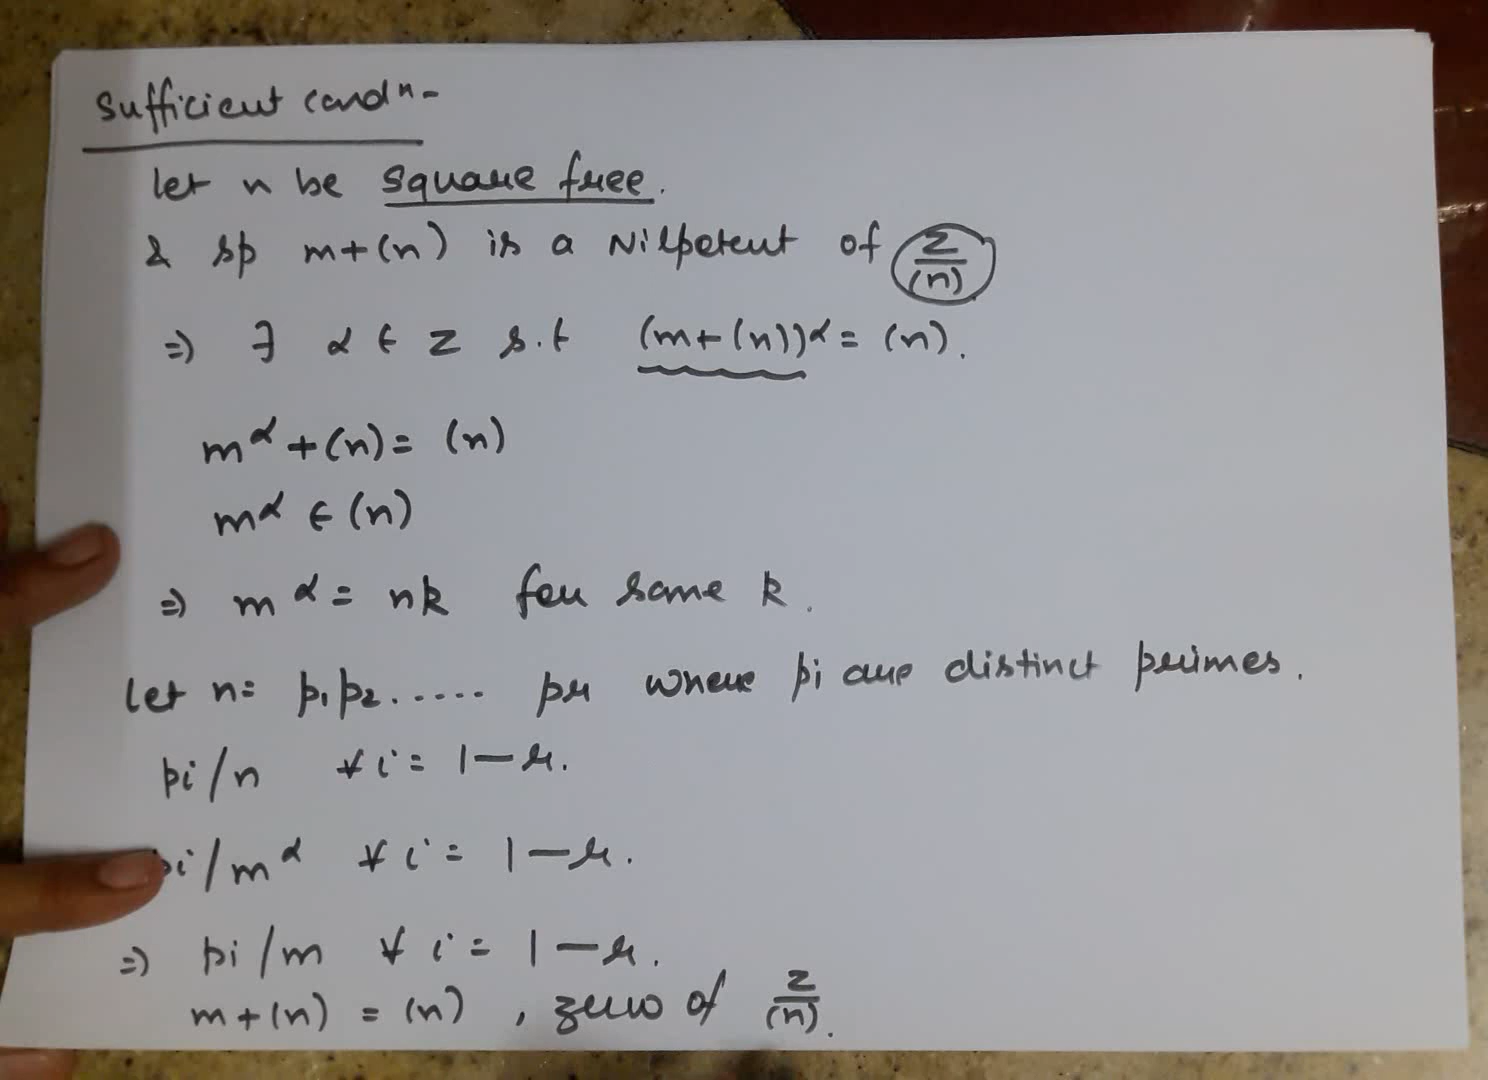 Sufficient condⁿ-
let n be square free.
& sp m+(n) is a Nilpotent of Z/(n)
⇒ ∃ α ∈ Z s.t (m+(n))α = (n).
m^α +(n) = (n)
m^α ∈ (n)
⇒ m^α = nk for some k.
let n = p₁p₂. ..... pr where pi are distinct primes.
pi/n ∀ i = 1—r.
pi/m^α ∀ i = 1—r.
⇒ pi/m ∀ i = 1—r.
m+(n) = (n) , zero of Z/(n).